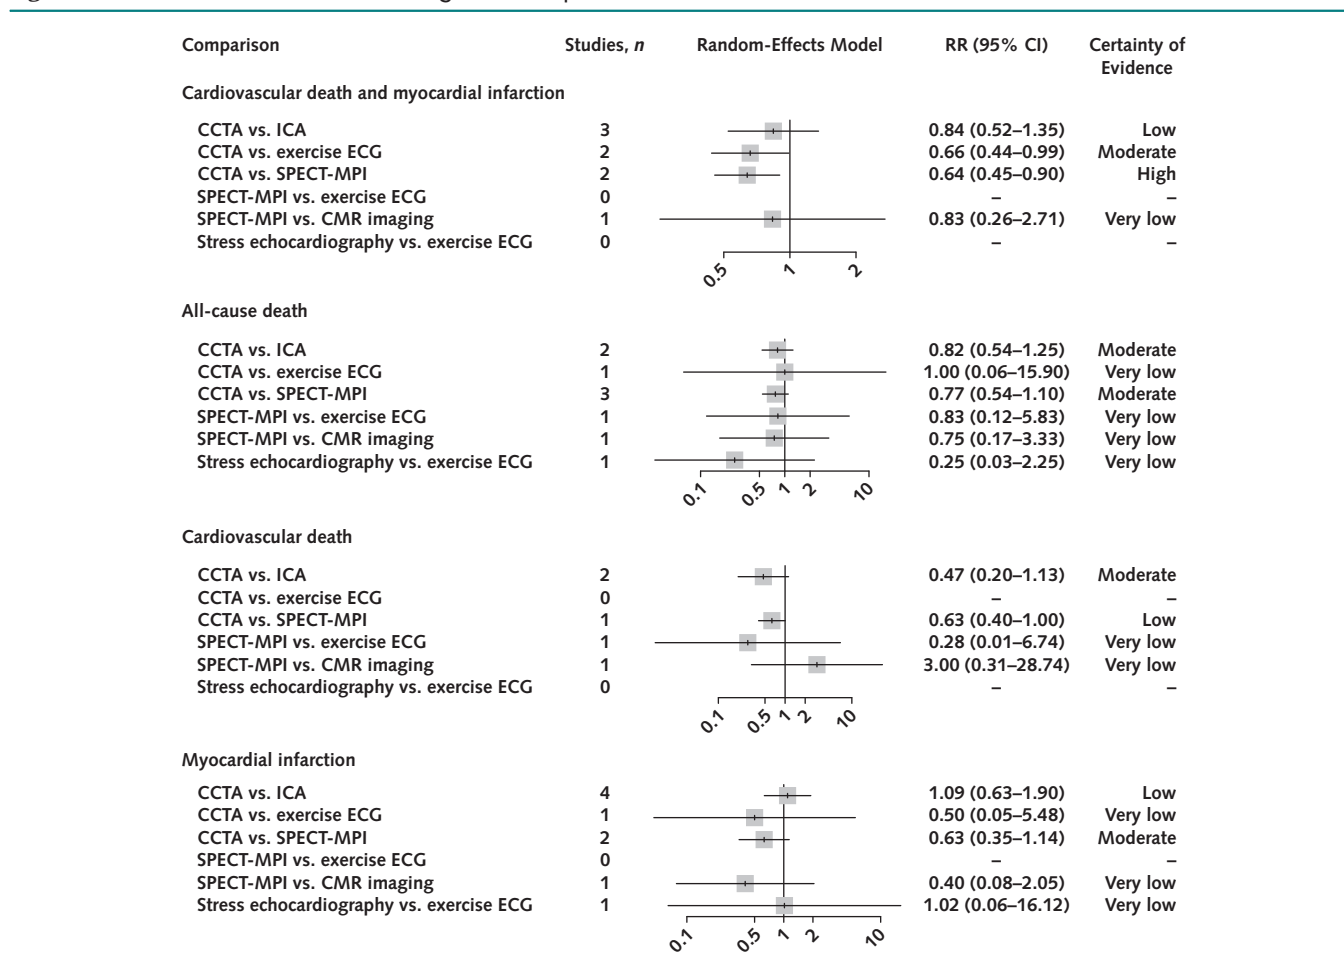 Comparison Studies, n Random-Effects Model RR (95% CI) Certainty of
Evidence
Cardiovascular death and myocardial infarction
CCTA vs. ICA 3 0.84 (0.52–1.35) Low
CCTA vs. exercise ECG 2 0.66 (0.44–0.99) Moderate
CCTA vs. SPECT-MPI 2 0.64 (0.45–0.90) High
SPECT-MPI vs. exercise ECG 0 – –
SPECT-MPI vs. CMR imaging 1 0.83 (0.26–2.71) Very low
Stress echocardiography vs. exercise ECG 0 – –
0.5 1 2
All-cause death
CCTA vs. ICA 2 0.82 (0.54–1.25) Moderate
CCTA vs. exercise ECG 1 1.00 (0.06–15.90) Very low
CCTA vs. SPECT-MPI 3 0.77 (0.54–1.10) Moderate
SPECT-MPI vs. exercise ECG 1 0.83 (0.12–5.83) Very low
SPECT-MPI vs. CMR imaging 1 0.75 (0.17–3.33) Very low
Stress echocardiography vs. exercise ECG 1 0.25 (0.03–2.25) Very low
0.1 0.5 1 2 10
Cardiovascular death
CCTA vs. ICA 2 0.47 (0.20–1.13) Moderate
CCTA vs. exercise ECG 0 – –
CCTA vs. SPECT-MPI 1 0.63 (0.40–1.00) Low
SPECT-MPI vs. exercise ECG 1 0.28 (0.01–6.74) Very low
SPECT-MPI vs. CMR imaging 1 3.00 (0.31–28.74) Very low
Stress echocardiography vs. exercise ECG 0 – –
0.1 0.5 1 2 10
Myocardial infarction
CCTA vs. ICA 4 1.09 (0.63–1.90) Low
CCTA vs. exercise ECG 1 0.50 (0.05–5.48) Very low
CCTA vs. SPECT-MPI 2 0.63 (0.35–1.14) Moderate
SPECT-MPI vs. exercise ECG 0 – –
SPECT-MPI vs. CMR imaging 1 0.40 (0.08–2.05) Very low
Stress echocardiography vs. exercise ECG 1 1.02 (0.06–16.12) Very low
0.1 0.5 1 2 10